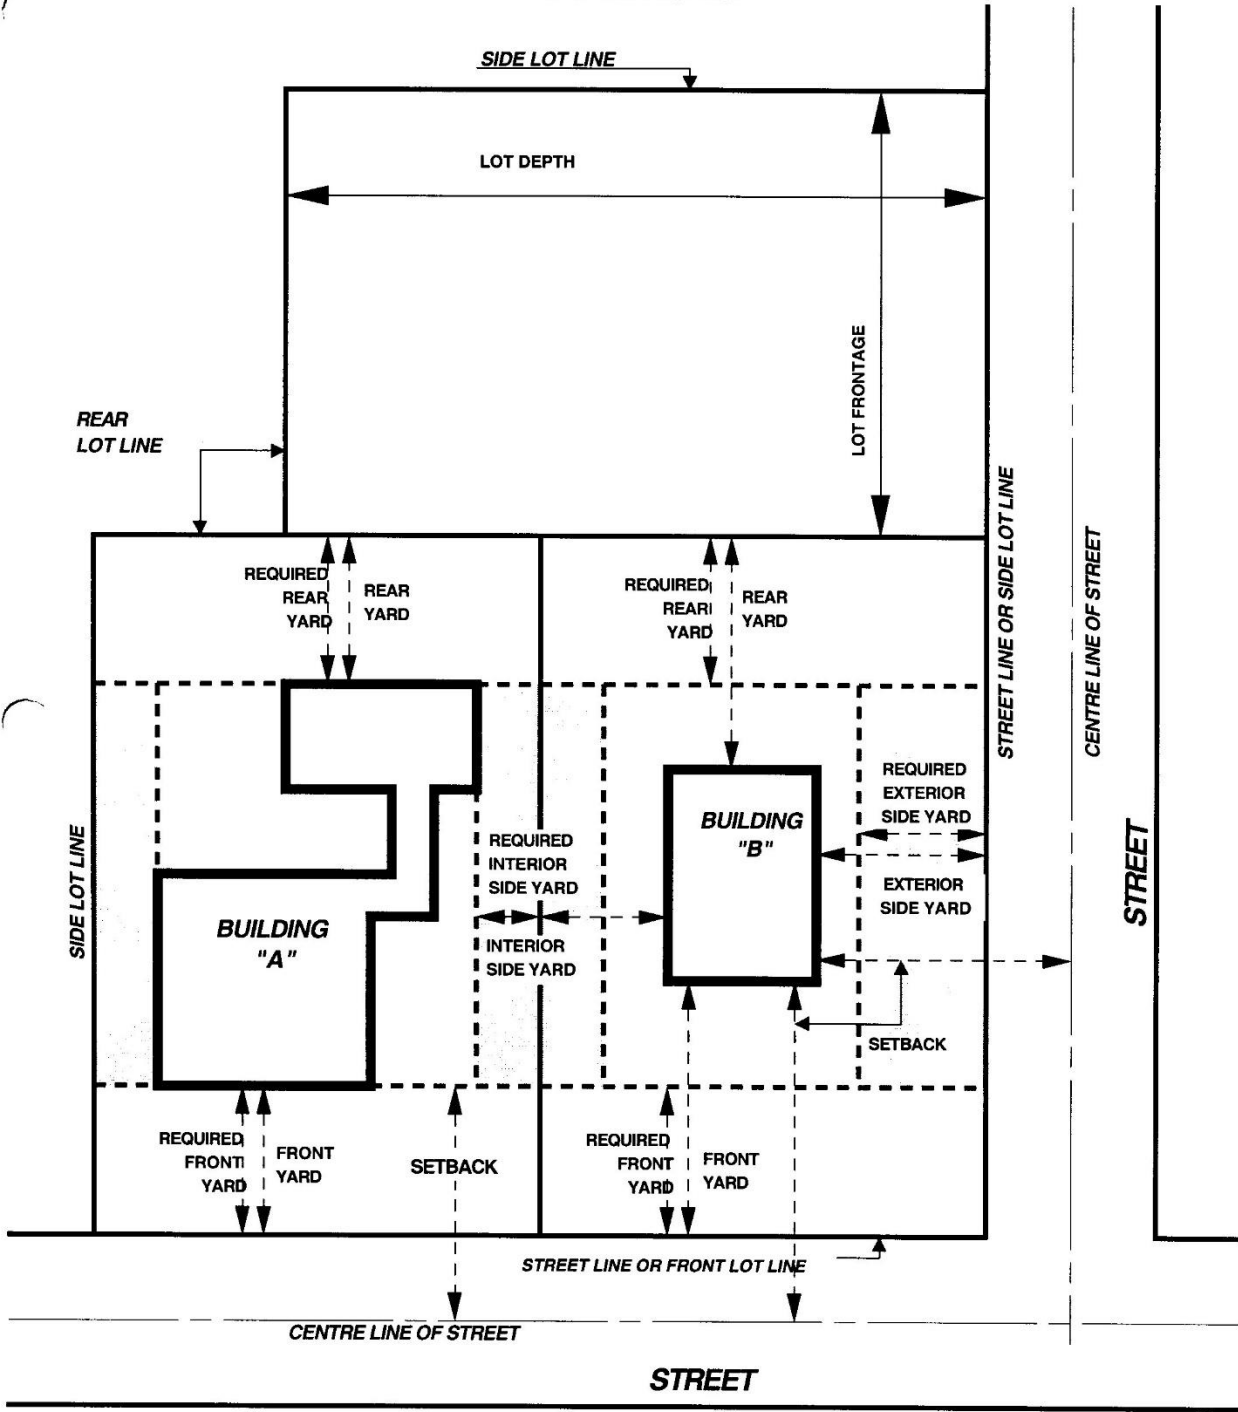 SIDE LOT LINE
LOT DEPTH
LOT FRONTAGE
REAR
LOT LINE
STREET LINE OR SIDE LOT LINE
CENTRE LINE OF STREET
STREET
REQUIRED
REAR
YARD
REAR
YARD
REQUIRED
REAR
YARD
REAR
YARD
SIDE LOT LINE
REQUIRED
INTERIOR
SIDE YARD
INTERIOR
SIDE YARD
BUILDING
"A"
BUILDING
"B"
REQUIRED
EXTERIOR
SIDE YARD
EXTERIOR
SIDE YARD
SETBACK
REQUIRED
FRONT
YARD
FRONT
YARD
SETBACK
REQUIRED
FRONT
YARD
FRONT
YARD
STREET LINE OR FRONT LOT LINE
CENTRE LINE OF STREET
STREET